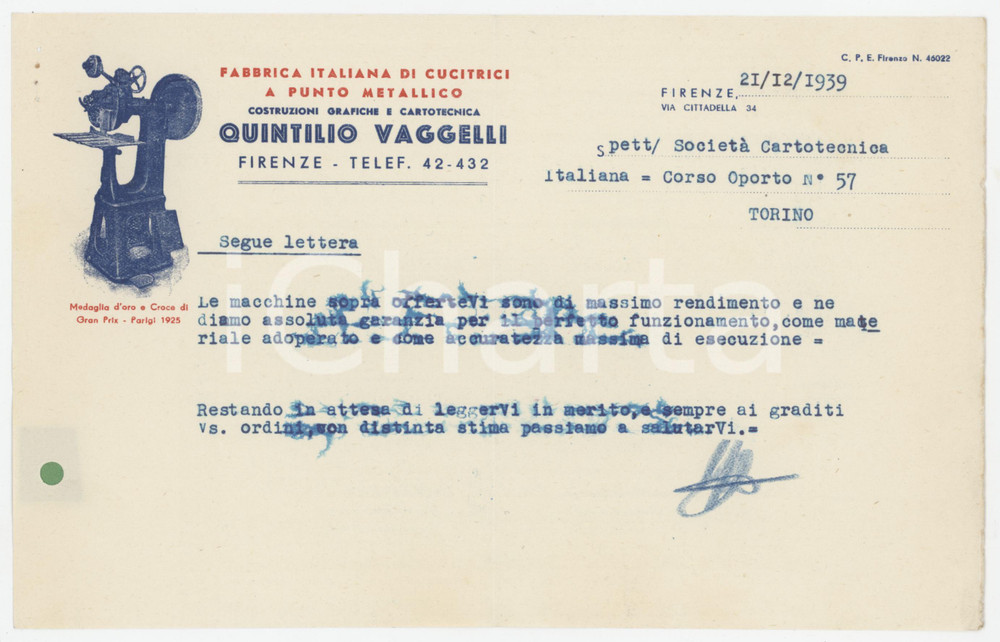 C. P. E. Firenze N. 46022
FABBRICA ITALIANA DI CUCITRICI
A PUNTO METALLICO
COSTRUZIONI GRAFICHE E CARTOTECNICA
QUINTILIO VAGGELLI
FIRENZE - TELEF. 42-432
FIRENZE, 21/12/1939
VIA CITTADELLA 34
Spett/ Società Cartotecnica
Italiana = Corso Oporto N° 57
TORINO
Segue lettera
Medaglia d'oro e Croce di
Gran Prix - Parigi 1925
Le macchine sopra offerteVi sono di massimo rendimento e ne
diamo assoluta garanzia per il perfetto funzionamento,come mate
riale adoperato e come accuratezza massima di esecuzione =
Restando in attesa di leggerVi in merito,e sempre ai graditi
Vs. ordini,won distinta stima passiamo a salutarVi.=
iCharta